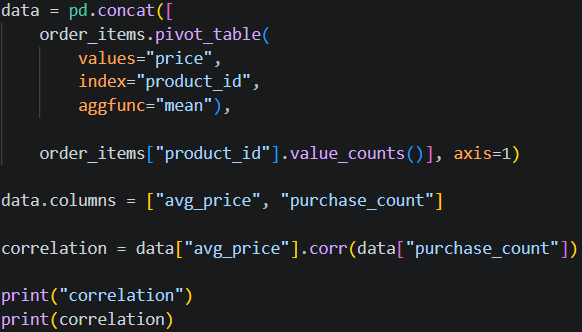 data = pd.concat([
    order_items.pivot_table(
        values="price",
        index="product_id",
        aggfunc="mean"),
    order_items["product_id"].value_counts()], axis=1)
data.columns = ["avg_price", "purchase_count"]
correlation = data["avg_price"].corr(data["purchase_count"])
print("correlation")
print(correlation)